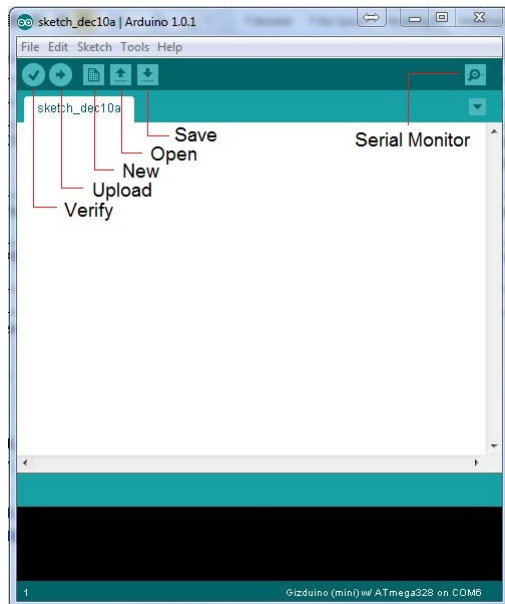 sketch_dec10a | Arduino 1.0.1
File Edit Sketch Tools Help
sketch_dec10a
Save
Serial Monitor
Open
New
Upload
Verify
1
Gizduino (mini) w/ ATmega328 on COM6